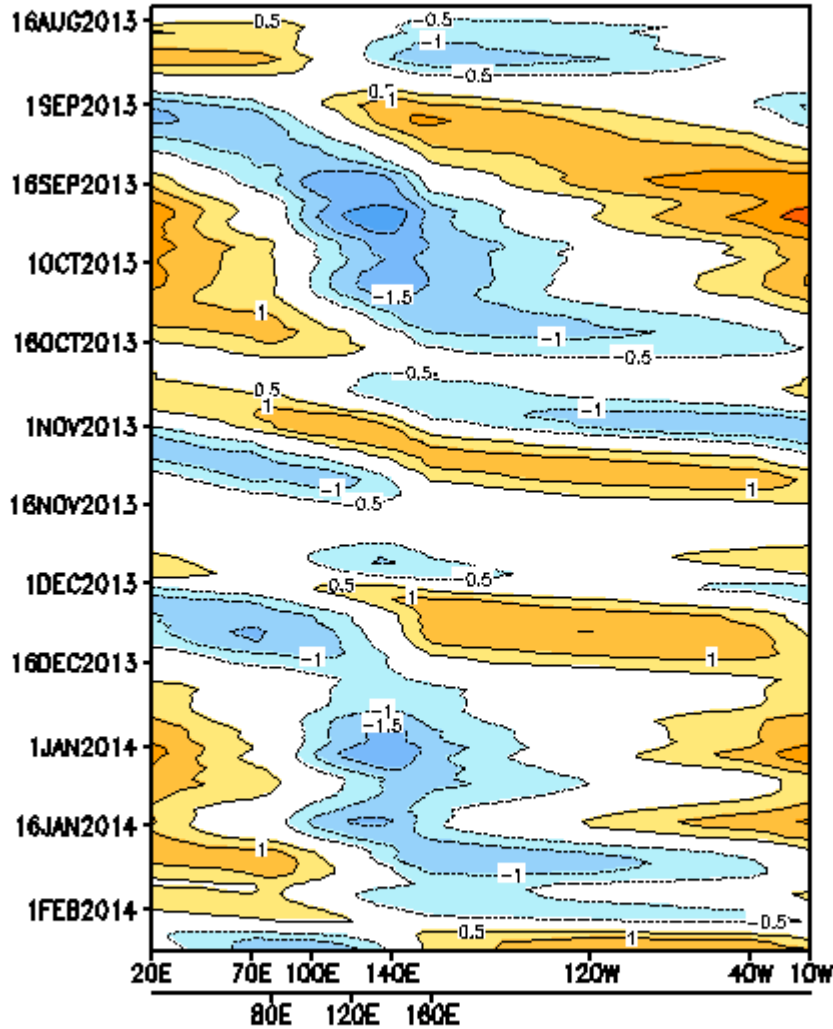 16AUG2013
0.5
-1
-0.5
0.5
1
1SEP2013
16SEP2013
1OCT2013
-1.5
1
-1
16OCT2013
-0.5
-0.5
0.5
1
-1
1NOV2013
-1
1
16NOV2013
-0.5
1DEC2013
-0.5
0.5
1
-1
1
16DEC2013
-1
-1.5
1JAN2014
16JAN2014
1
-1
1FEB2014
-0.5
0.5
-0.5
-1
1
20E 70E 100E 140E 120W 40W 10W
80E 120E 160E